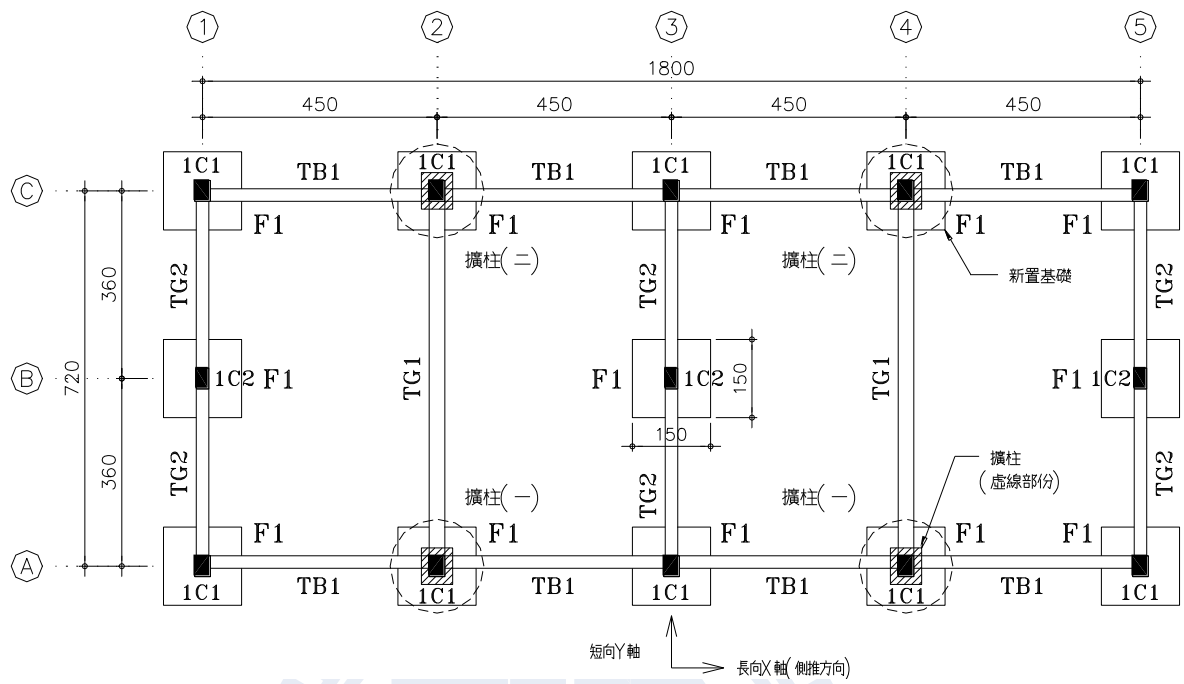 1 2 3 4 5
1800
450 450 450 450
1C1 TB1 1C1 TB1 1C1 TB1 1C1 TB1 1C1
C
F1 F1 F1 F1 F1
擴柱(二) 擴柱(二)
新置基礎
360 TG2 TG2 TG2
720
B
1C2 F1 TG1 F1 1C2 150 TG1 F1 1C2
150
360 TG2 TG2 TG2
擴柱
(虛線部份)
擴柱(一) 擴柱(一)
F1 F1 F1 F1 F1
A
1C1 TB1 1C1 TB1 1C1 TB1 1C1 TB1 1C1
短向Y軸
長向X軸(側推方向)